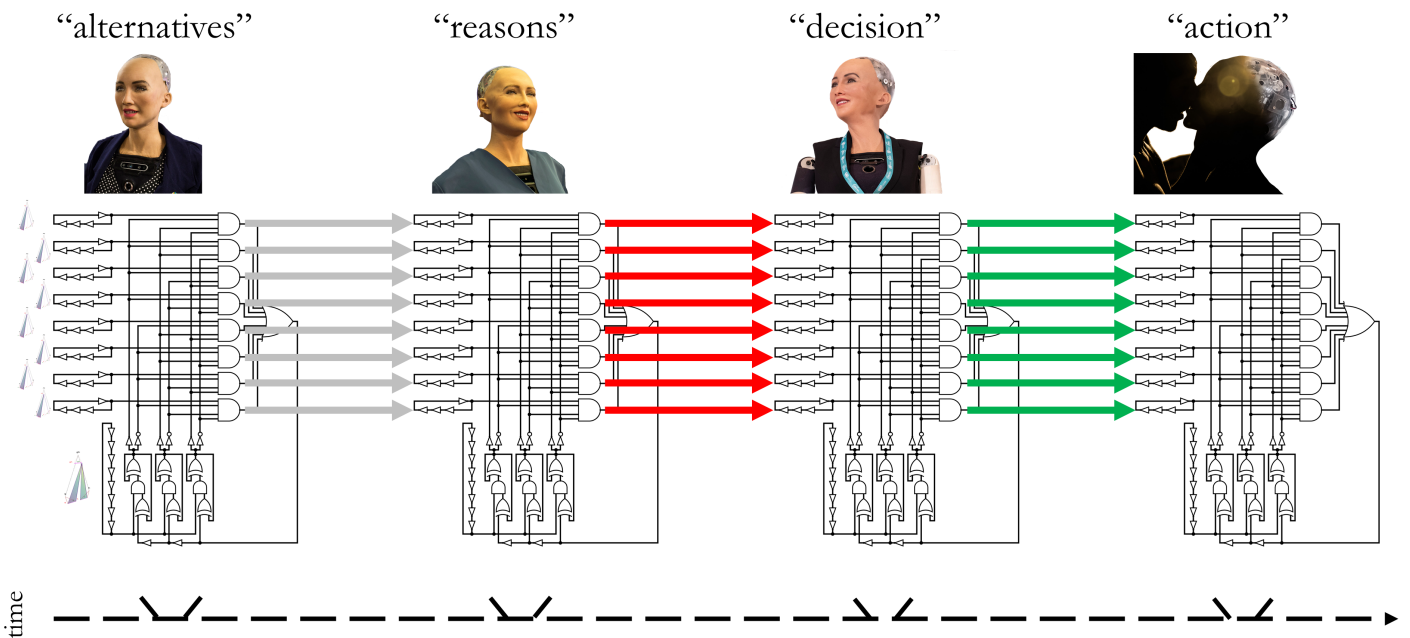 “alternatives”
“reasons”
“decision”
“action”
time